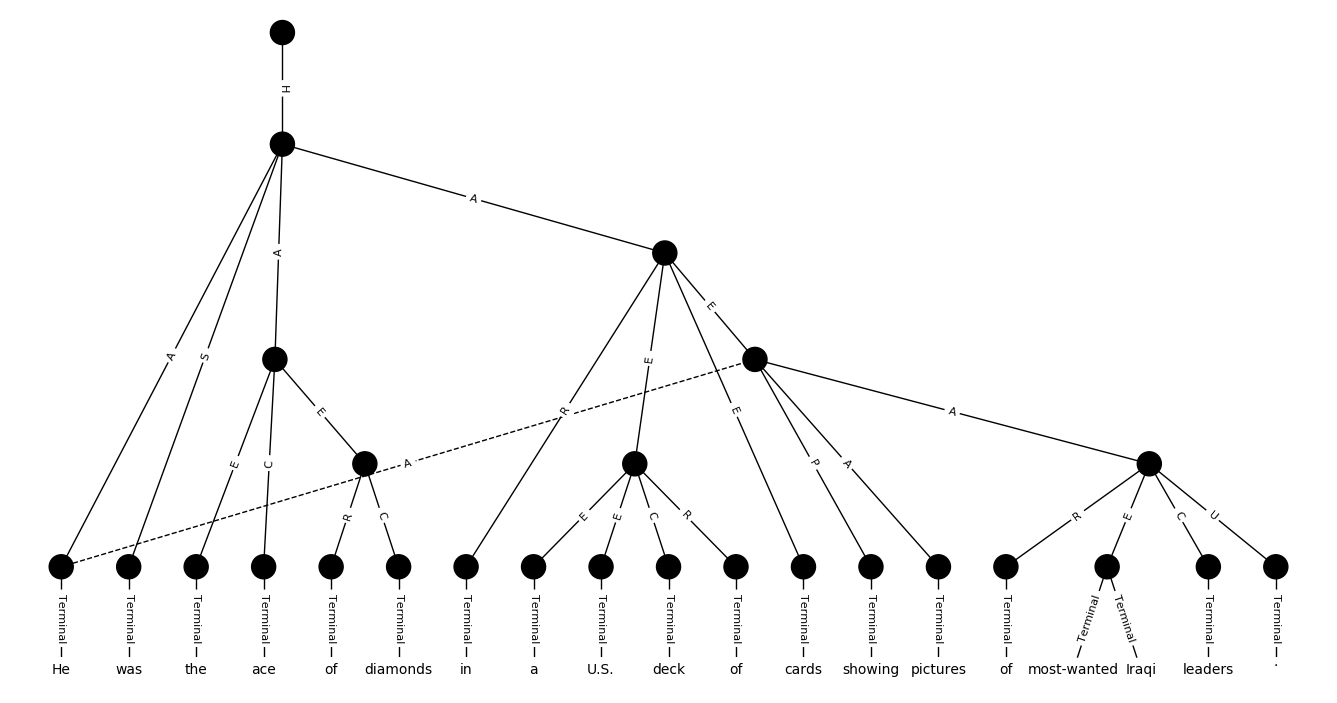 H
A
A
E
A
S
A
E
A
R
E
E
C
A
P
A
E
R
C
E
E
C
R
R
E
C
U
Terminal Terminal Terminal Terminal Terminal Terminal Terminal Terminal Terminal Terminal Terminal Terminal Terminal Terminal Terminal Terminal Terminal Terminal Terminal
He was the ace of diamonds in a U.S. deck of cards showing pictures of most-wanted Iraqi leaders .